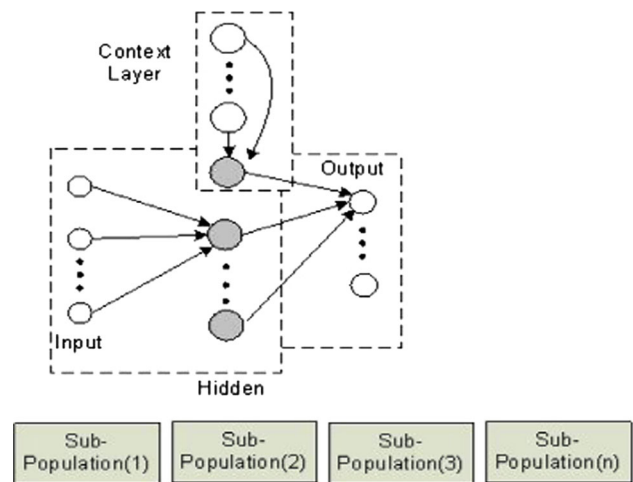 Context
Layer
Output
Input
Hidden
Sub-
Population(1)
Sub-
Population(2)
Sub-
Population(3)
Sub-
Population(n)